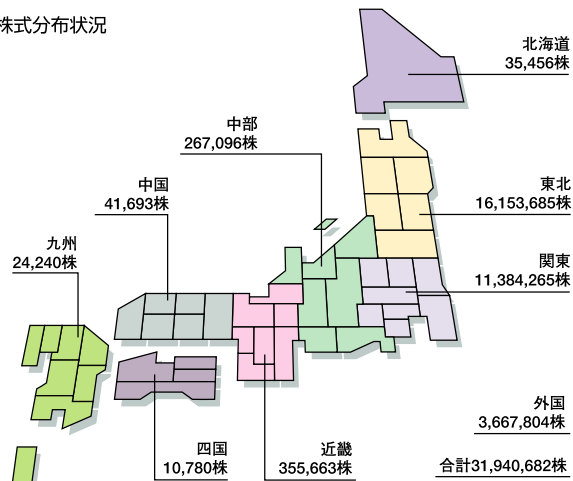 株式分布状況
北海道
35,456株
中部
267,096株
中国
41,693株
東北
16,153,685株
九州
24,240株
関東
11,384,265株
外国
3,667,804株
四国
10,780株
近畿
355,663株
合計31,940,682株